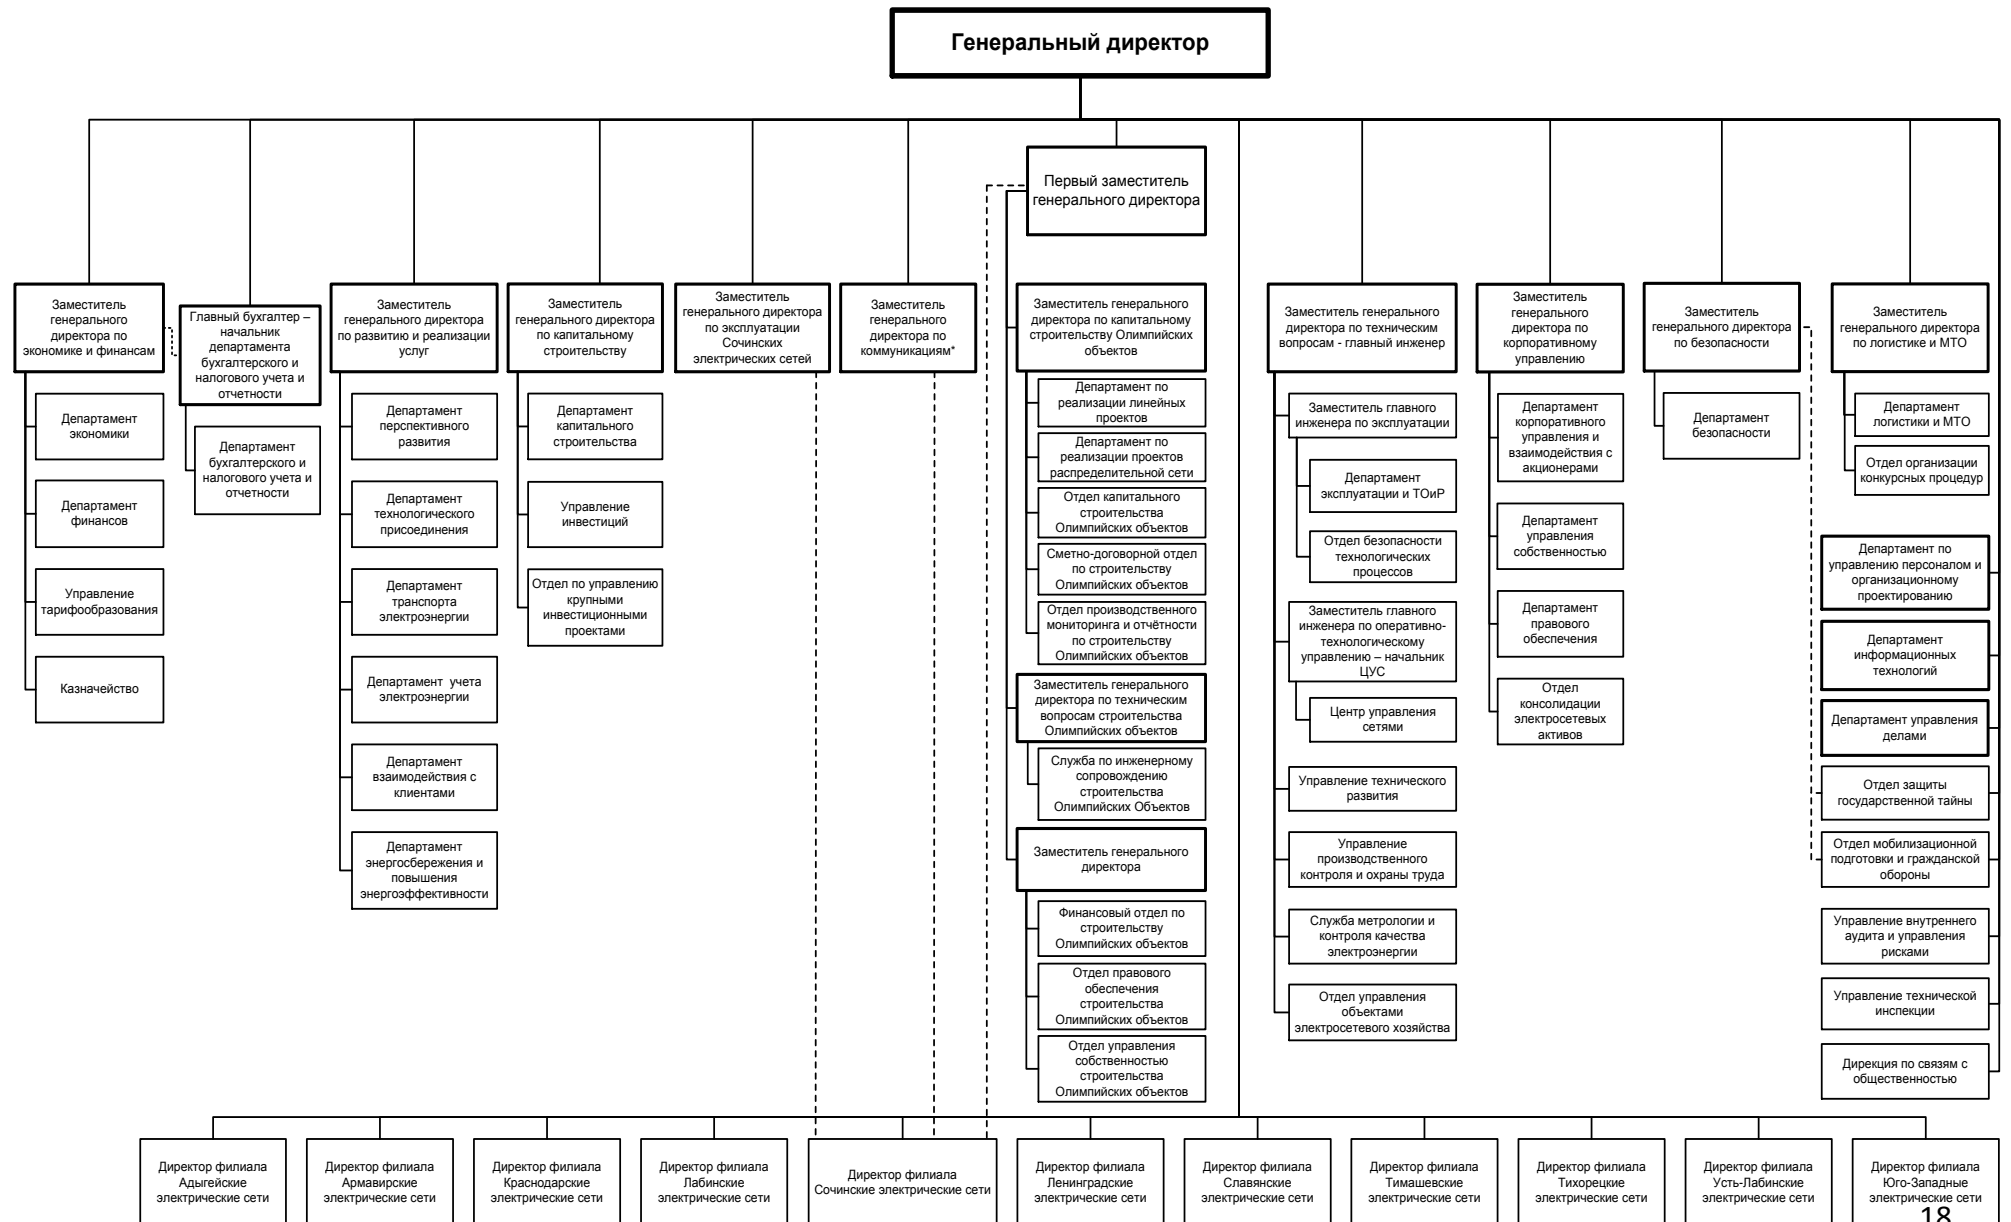 Генеральный директор
Первый заместитель
генерального директора
Заместитель
генерального
директора по
экономике и финансам
Департамент
экономики
Департамент
финансов
Управление
тарифообразования
Казначейство
Главный бухгалтер –
начальник
департамента
бухгалтерского и
налогового учета и
отчетности
Департамент
бухгалтерского и
налогового учета и
отчетности
Заместитель
генерального директора
по развитию и реализации
услуг
Департамент
перспективного
развития
Департамент
технологического
присоединения
Департамент
транспорта
электроэнергии
Департамент учета
электроэнергии
Департамент
взаимодействия с
клиентами
Департамент
энергосбережения и
повышения
энергоэффективности
Заместитель
генерального директора
по капитальному
строительству
Департамент
капитального
строительства
Управление
инвестиций
Отдел по управлению
крупными
инвестиционными
проектами
Заместитель
генерального директора
по эксплуатации
Сочинских
электрических сетей
Заместитель
генерального
директора по
коммуникациям*
Заместитель генерального
директора по капитальному
строительству Олимпийских
объектов
Департамент по
реализации линейных
проектов
Департамент по
реализации проектов
распределительной сети
Отдел капитального
строительства
Олимпийских объектов
Сметно-договорной отдел
по строительству
Олимпийских объектов
Отдел производственного
мониторинга и отчётности
по строительству
Олимпийских объектов
Заместитель генерального
директора по техническим
вопросам строительства
Олимпийских объектов
Служба по инженерному
сопровождению
строительства
Олимпийских Объектов
Заместитель генерального
директора
Финансовый отдел по
строительству
Олимпийских объектов
Отдел правового
обеспечения
строительства
Олимпийских объектов
Отдел управления
собственностью
строительства
Олимпийских объектов
Заместитель генерального
директора по техническим
вопросам - главный инженер
Заместитель главного
инженера по эксплуатации
Департамент
эксплуатации и ТОиР
Отдел безопасности
технологических
процессов
Заместитель главного
инженера по оперативно-
технологическому
управлению – начальник
ЦУС
Центр управления
сетями
Управление технического
развития
Управление
производственного
контроля и охраны труда
Служба метрологии и
контроля качества
электроэнергии
Отдел управления
объектами
электросетевого хозяйства
Заместитель
генерального
директора по
корпоративному
управлению
Департамент
корпоративного
управления и
взаимодействия с
акционерами
Департамент
управления
собственностью
Департамент
правового
обеспечения
Отдел
консолидации
электросетевых
активов
Заместитель
генерального директора
по безопасности
Департамент
безопасности
Заместитель
генерального директора
по логистике и МТО
Департамент
логистики и МТО
Отдел организации
конкурсных процедур
Департамент по
управлению персоналом и
организационному
проектированию
Департамент
информационных
технологий
Департамент управления
делами
Отдел защиты
государственной тайны
Отдел мобилизационной
подготовки и гражданской
обороны
Управление внутреннего
аудита и управления
рисками
Управление технической
инспекции
Дирекция по связям с
общественностью
Директор филиала
Адыгейские
электрические сети
Директор филиала
Армавирские
электрические сети
Директор филиала
Краснодарские
электрические сети
Директор филиала
Лабинские
электрические сети
Директор филиала
Сочинские электрические сети
Директор филиала
Ленинградские
электрические сети
Директор филиала
Славянские
электрические сети
Директор филиала
Тимашевские
электрические сети
Директор филиала
Тихорецкие
электрические сети
Директор филиала
Усть-Лабинские
электрические сети
Директор филиала
Юго-Западные
электрические сети
18